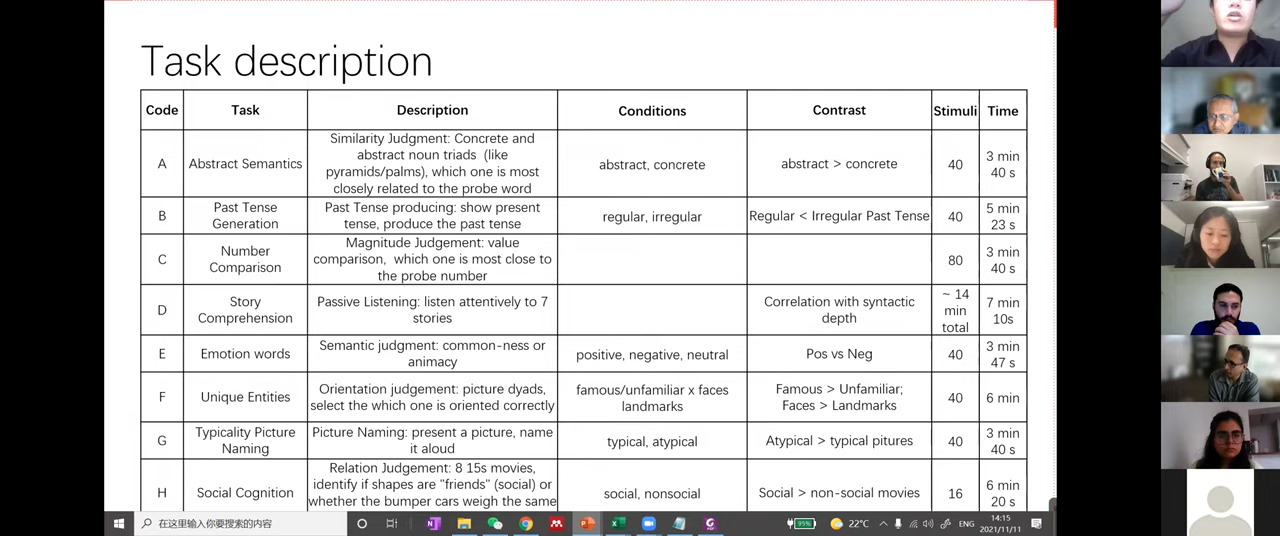 Task description
Code Task Description Conditions Contrast Stimuli Time
A Abstract Semantics Similarity Judgment: Concrete and
abstract noun triads (like
pyramids/palms), which one is most
closely related to the probe word abstract, concrete abstract > concrete 40 3 min
40 s
B Past Tense
Generation Past Tense producing: show present
tense, produce the past tense regular, irregular Regular < Irregular Past Tense 40 5 min
23 s
C Number
Comparison Magnitude Judgement: value
comparison, which one is most close to
the probe number 80 3 min
40 s
D Story
Comprehension Passive Listening: listen attentively to 7
stories Correlation with syntactic
depth ~ 14
min
total 7 min
10s
E Emotion words Semantic judgment: common-ness or
animacy positive, negative, neutral Pos vs Neg 40 3 min
47 s
F Unique Entities Orientation judgement: picture dyads,
select the which one is oriented correctly famous/unfamiliar x faces
landmarks Famous > Unfamiliar;
Faces > Landmarks 40 6 min
G Typicality Picture
Naming Picture Naming: present a picture, name
it aloud typical, atypical Atypical > typical pitures 40 3 min
40 s
H Social Cognition Relation Judgement: 8 15s movies,
identify if shapes are "friends" (social) or
whether the bumper cars weigh the same social, nonsocial Social > non-social movies 16 6 min
20 s
在这里输入你要搜索的内容
95% 22°C ENG 14:15
2021/11/11